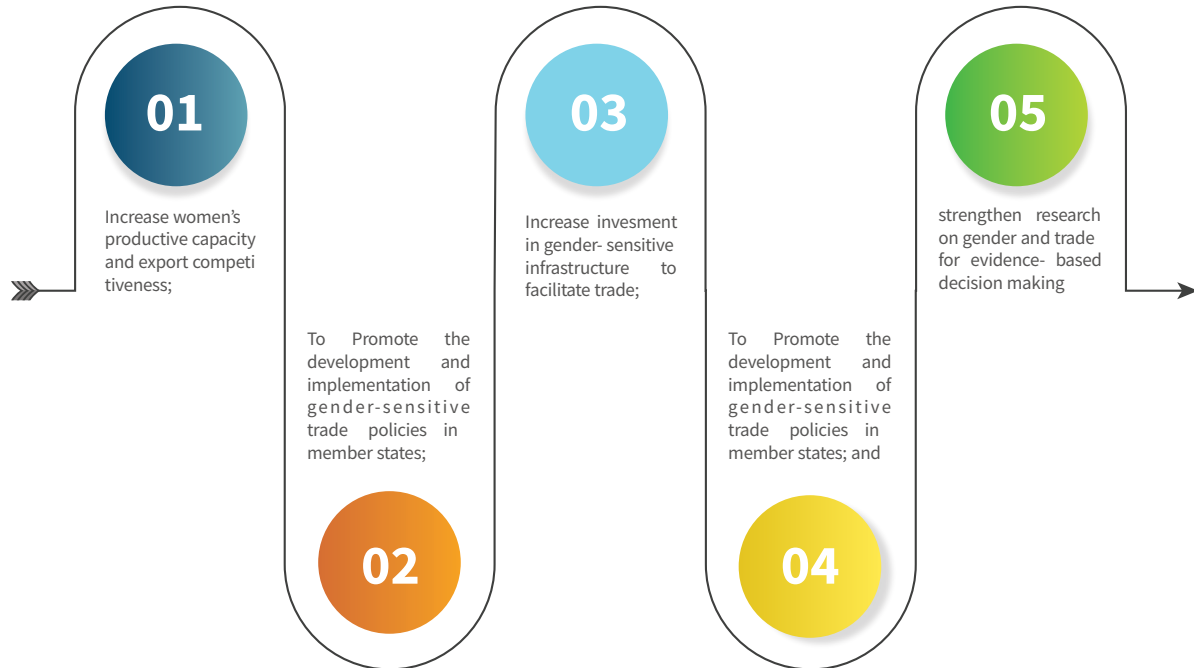 01
Increase women’s
productive capacity
and export competi
tiveness;
02
To Promote the
development and
implementation of
gender-sensitive
trade policies in
member states;
03
Increase invesment
in gender- sensitive
infrastructure to
facilitate trade;
04
To Promote the
development and
implementation of
gender-sensitive
trade policies in
member states; and
05
strengthen research
on gender and trade
for evidence- based
decision making